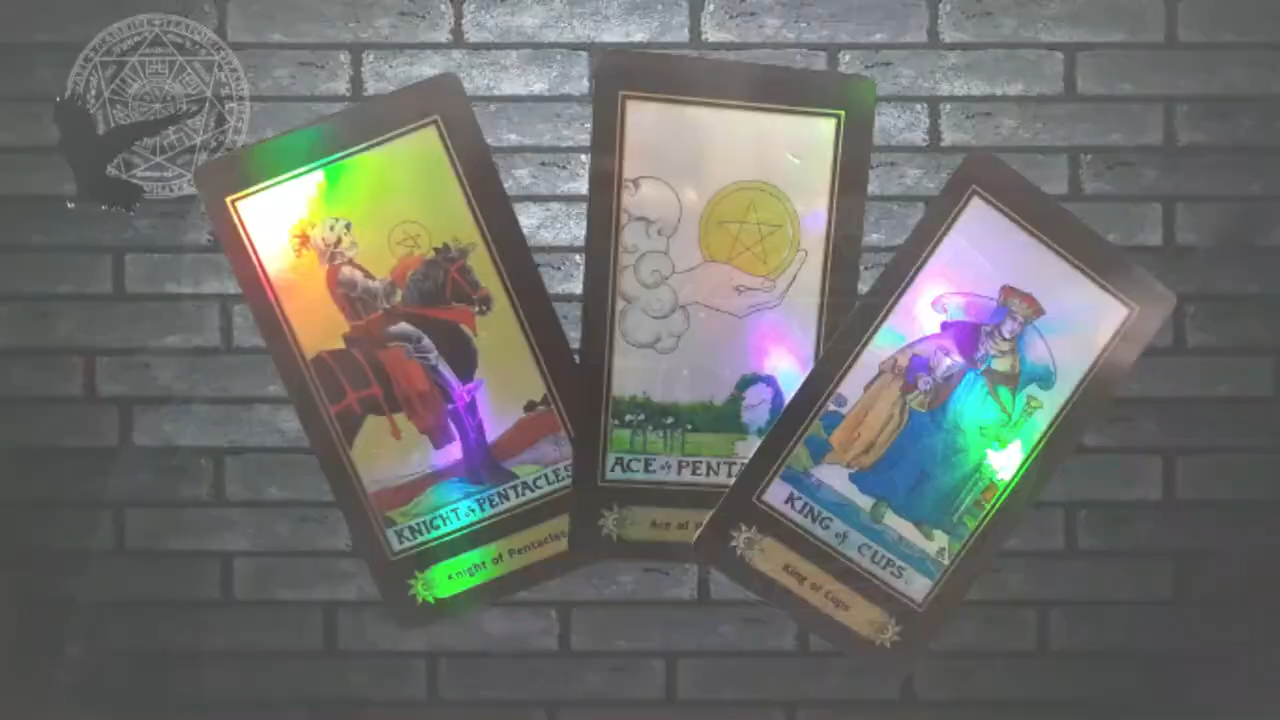 KNIGHT of PENTACLES
Knight of Pentacles
ACE of PENTA
Ace of
KING of CUPS.
King of Cups